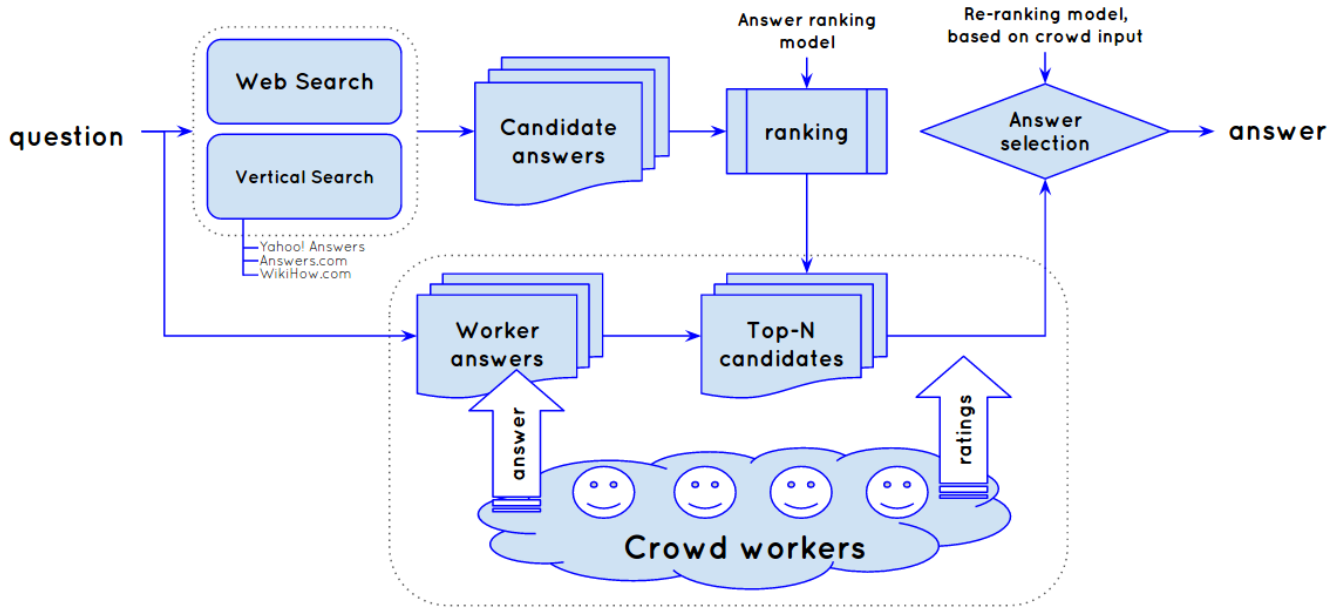 question
Web Search
Vertical Search
Yahoo! Answers
Answers.com
WikiHow.com
Candidate
answers
Answer ranking
model
ranking
Re-ranking model,
based on crowd input
Answer
selection
answer
Worker
answers
Top-N
candidates
answer
ratings
Crowd workers